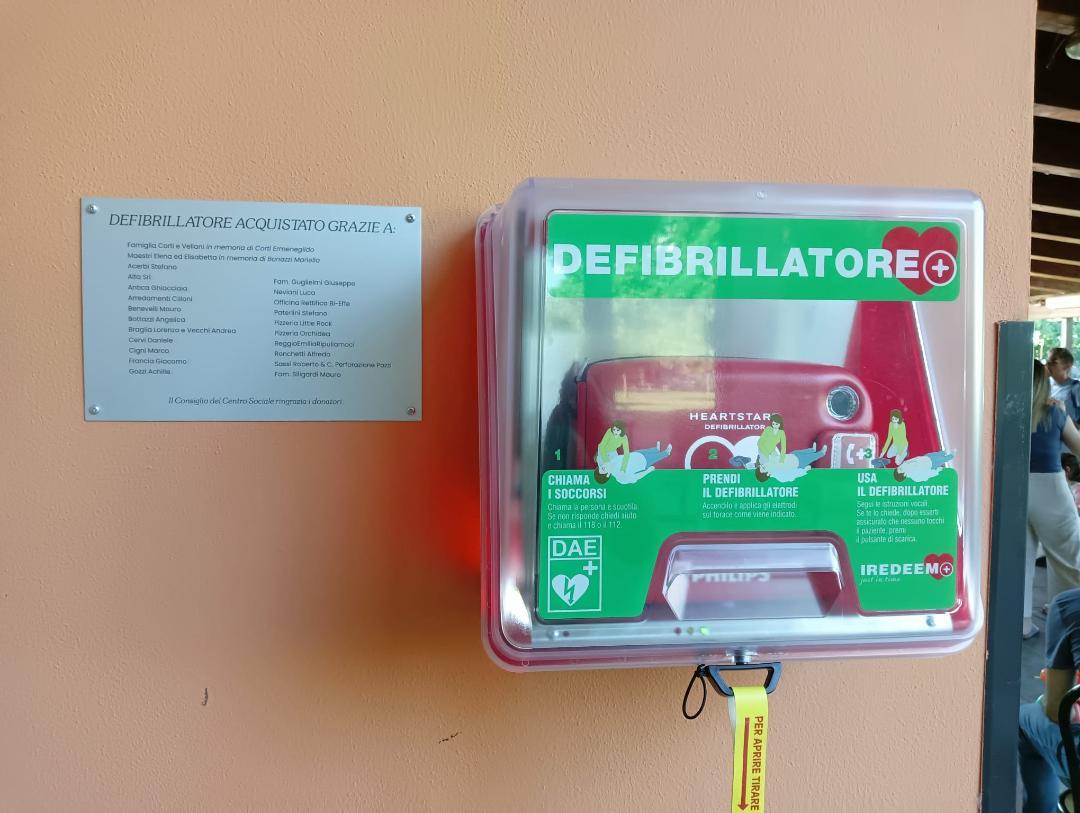 DEFIBRILLATORE ACQUISTATO GRAZIE A:
Famiglia Corti e Vellani in memoria di Corti Ermenegildo
Maestri Elena ed Elisabetta in memoria di Bonazzi Mariella
Acerbi Stefano
Alta Srl
Antica Ghiacciaia
Arredamenti Cilloni
Benevelli Mauro
Bottazzi Angelica
Braglia Lorenzo e Vecchi Andrea
Cervi Daniele
Cigni Marco
Francia Giacomo
Gozzi Achille
Fam. Guglielmi Giuseppe
Neviani Luca
Officina Rettifica Bi-Effe
Paterlini Stefano
Pizzeria Little Rock
Pizzeria Orchidea
ReggioEmiliaRipuliamoci
Ronchetti Alfredo
Sassi Roberto & C. Perforazione Pozzi
Fam. Siligardi Mauro
Il Consiglio del Centro Sociale ringrazia i donatori
DEFIBRILLATORE
HEARTSTART
DEFIBRILLATOR
1
CHIAMA
I SOCCORSI
Chiama la persona e scuotila.
Se non risponde chiedi aiuto
e chiama il 118 o il 112.
2
PRENDI
IL DEFIBRILLATORE
Accendilo e applica gli elettrodi
sul torace come viene indicato.
3
USA
IL DEFIBRILLATORE
Segui le istruzioni vocali.
Se te lo chiede, dopo esserti
assicurato che nessuno tocchi
il paziente, premi
il pulsante di scarica.
DAE
PHILIPS
IREDEEM
just in time
PER APRIRE TIRARE